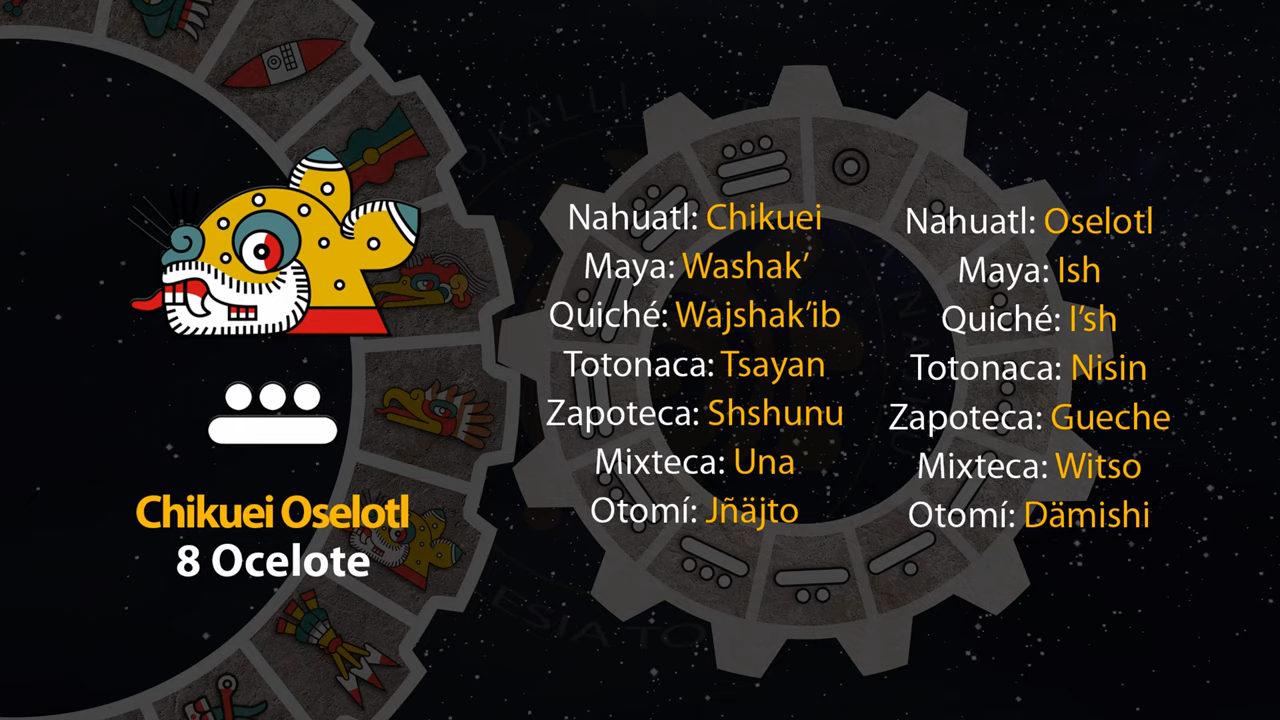 Nahuatl: Chikuei
Maya: Washak’
Quiché: Wajshak’ib
Totonaca: Tsayan
Zapoteca: Shshunu
Mixteca: Una
Otomí: Jñäjto
Nahuatl: Oselotl
Maya: Ish
Quiché: I’sh
Totonaca: Nisin
Zapoteca: Gueche
Mixteca: Witso
Otomí: Dämishi
Chikuei Oselotl
8 Ocelote